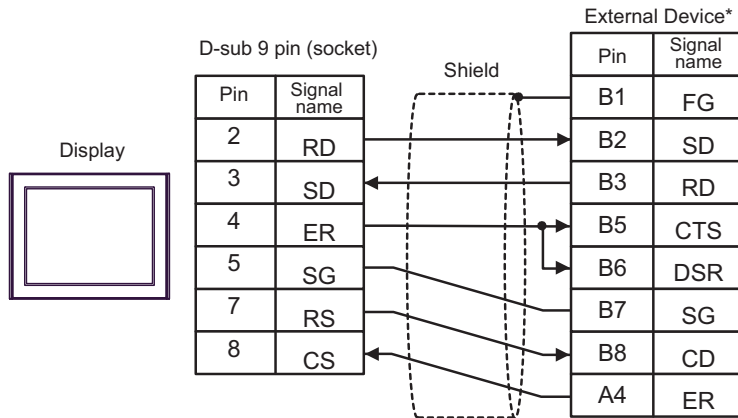 External Device*
D-sub 9 pin (socket)
Shield
Display
Pin Signal name
2 RD
3 SD
4 ER
5 SG
7 RS
8 CS
Pin Signal name
B1 FG
B2 SD
B3 RD
B5 CTS
B6 DSR
B7 SG
B8 CD
A4 ER